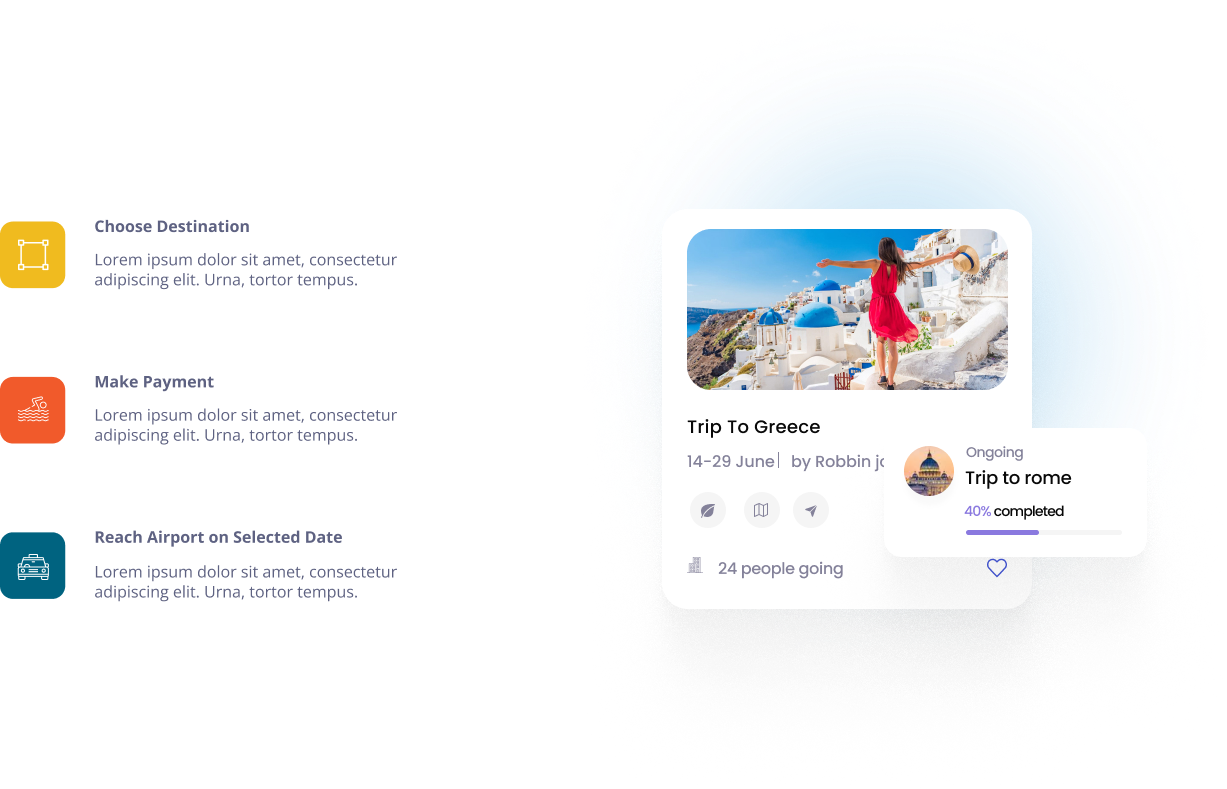 Choose Destination
Lorem ipsum dolor sit amet, consectetur
adipiscing elit. Urna, tortor tempus.
Make Payment
Lorem ipsum dolor sit amet, consectetur
adipiscing elit. Urna, tortor tempus.
Reach Airport on Selected Date
Lorem ipsum dolor sit amet, consectetur
adipiscing elit. Urna, tortor tempus.
Trip To Greece
14-29 June| by Robbin
24 people going
Ongoing
Trip to rome
40% completed